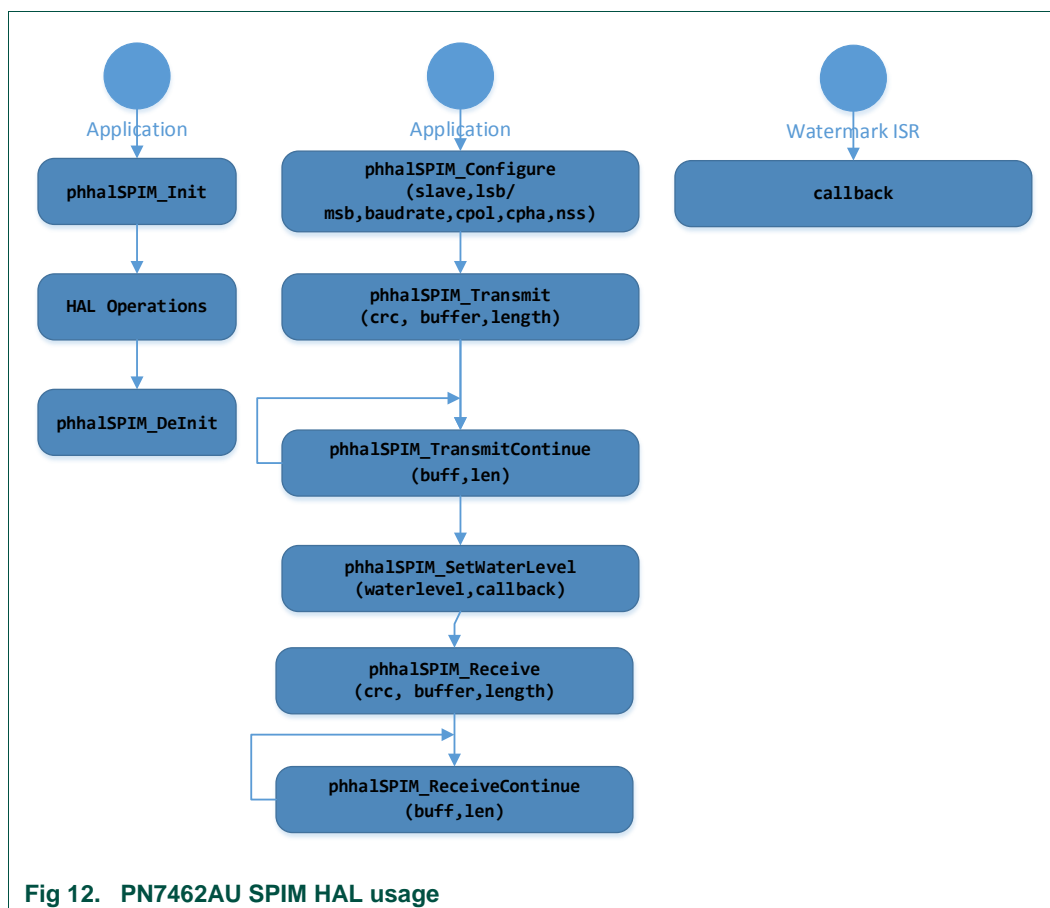 Application
phhalSPIM_Init
HAL Operations
phhalSPIM_DeInit
Application
phhalSPIM_Configure
(slave,lsb/
msb,baudrate,cpol,cpha,nss)
phhalSPIM_Transmit
(crc, buffer,length)
phhalSPIM_TransmitContinue
(buff,len)
phhalSPIM_SetWaterLevel
(waterlevel,callback)
phhalSPIM_Receive
(crc, buffer,length)
phhalSPIM_ReceiveContinue
(buff,len)
Watermark ISR
callback
Fig 12. PN7462AU SPIM HAL usage